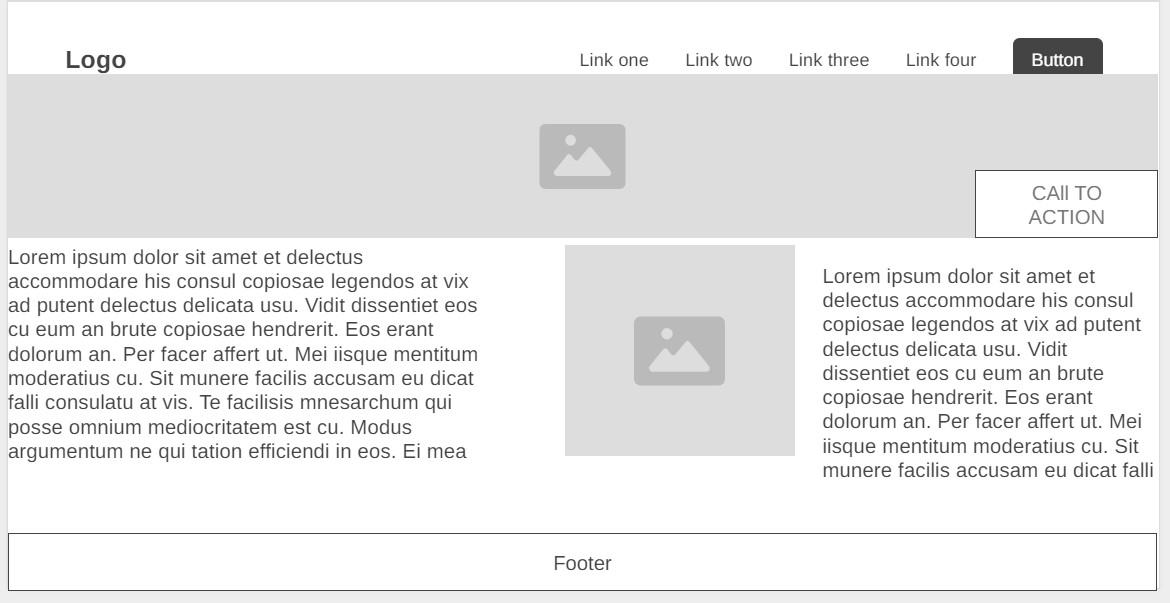 Logo
Link one
Link two
Link three
Link four
Button
CAll TO
ACTION
Lorem ipsum dolor sit amet et delectus
accommodare his consul copiosae legendos at vix
ad putent delectus delicata usu. Vidit dissentiet eos
cu eum an brute copiosae hendrerit. Eos erant
dolorum an. Per facer affert ut. Mei iisque mentitum
moderatius cu. Sit munere facilis accusam eu dicat
falli consulatu at vis. Te facilisis mnesarchum qui
posse omnium mediocritatem est cu. Modus
argumentum ne qui tation efficiendi in eos. Ei mea
Lorem ipsum dolor sit amet et
delectus accommodare his consul
copiosae legendos at vix ad putent
delectus delicata usu. Vidit
dissentiet eos cu eum an brute
copiosae hendrerit. Eos erant
dolorum an. Per facer affert ut. Mei
iisque mentitum moderatius cu. Sit
munere facilis accusam eu dicat falli
Footer